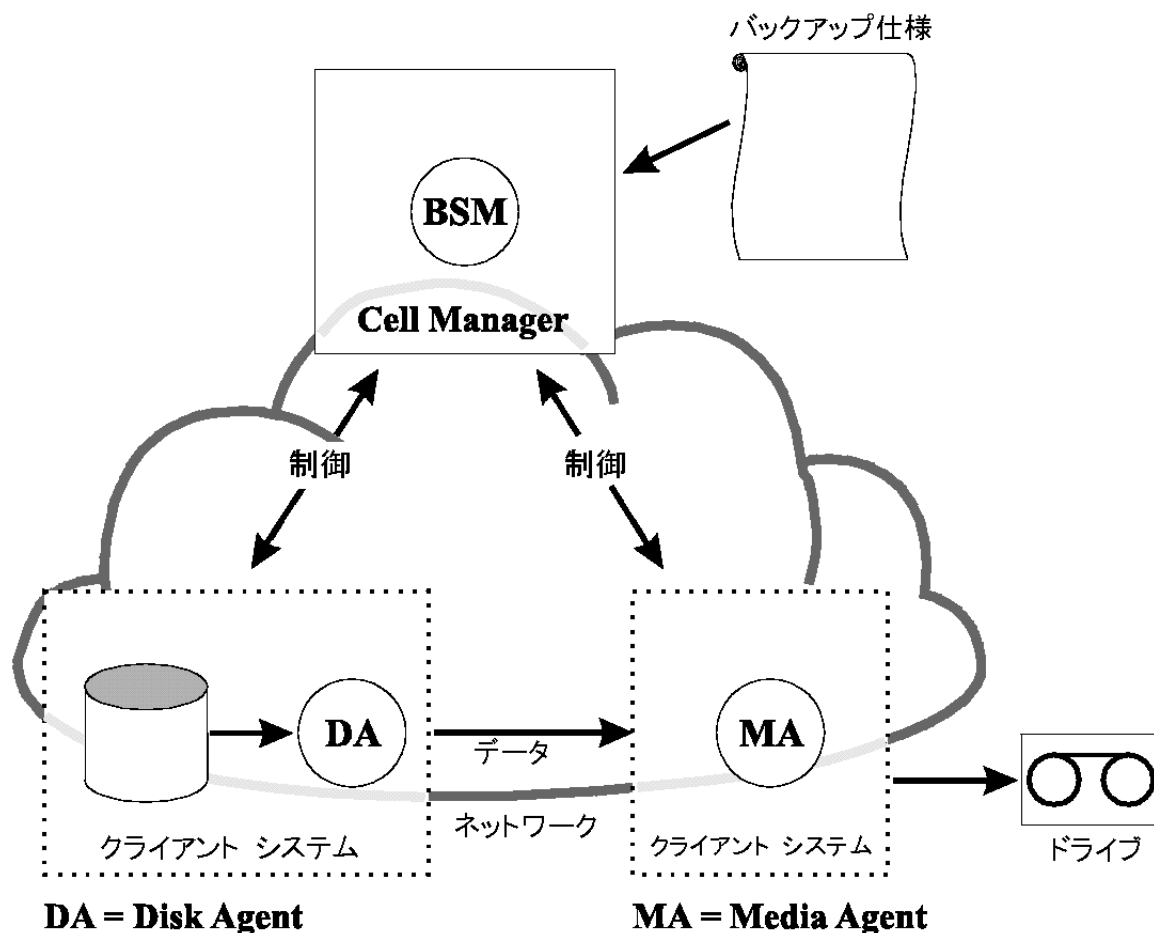 バックアップ仕様
BSM
Cell Manager
制御
制御
DA
データ
MA
ネットワーク
クライアント システム
クライアント システム
ドライブ
DA = Disk Agent
MA = Media Agent